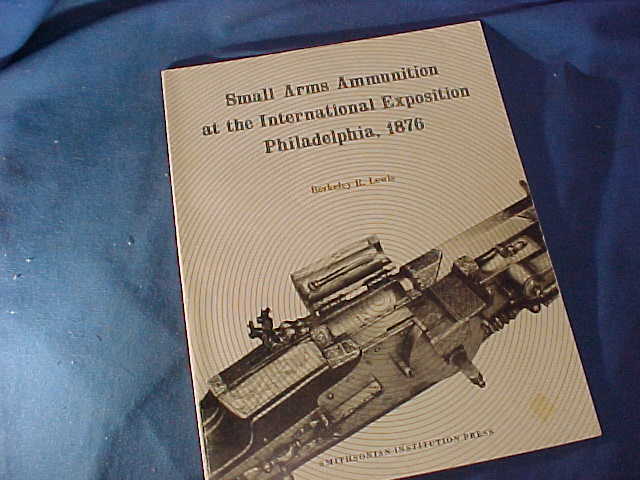 Small Arms Ammunition
at the International Exposition
Philadelphia, 1876
Berkeley R. Lewis
SMITHSONIAN INSTITUTION PRESS